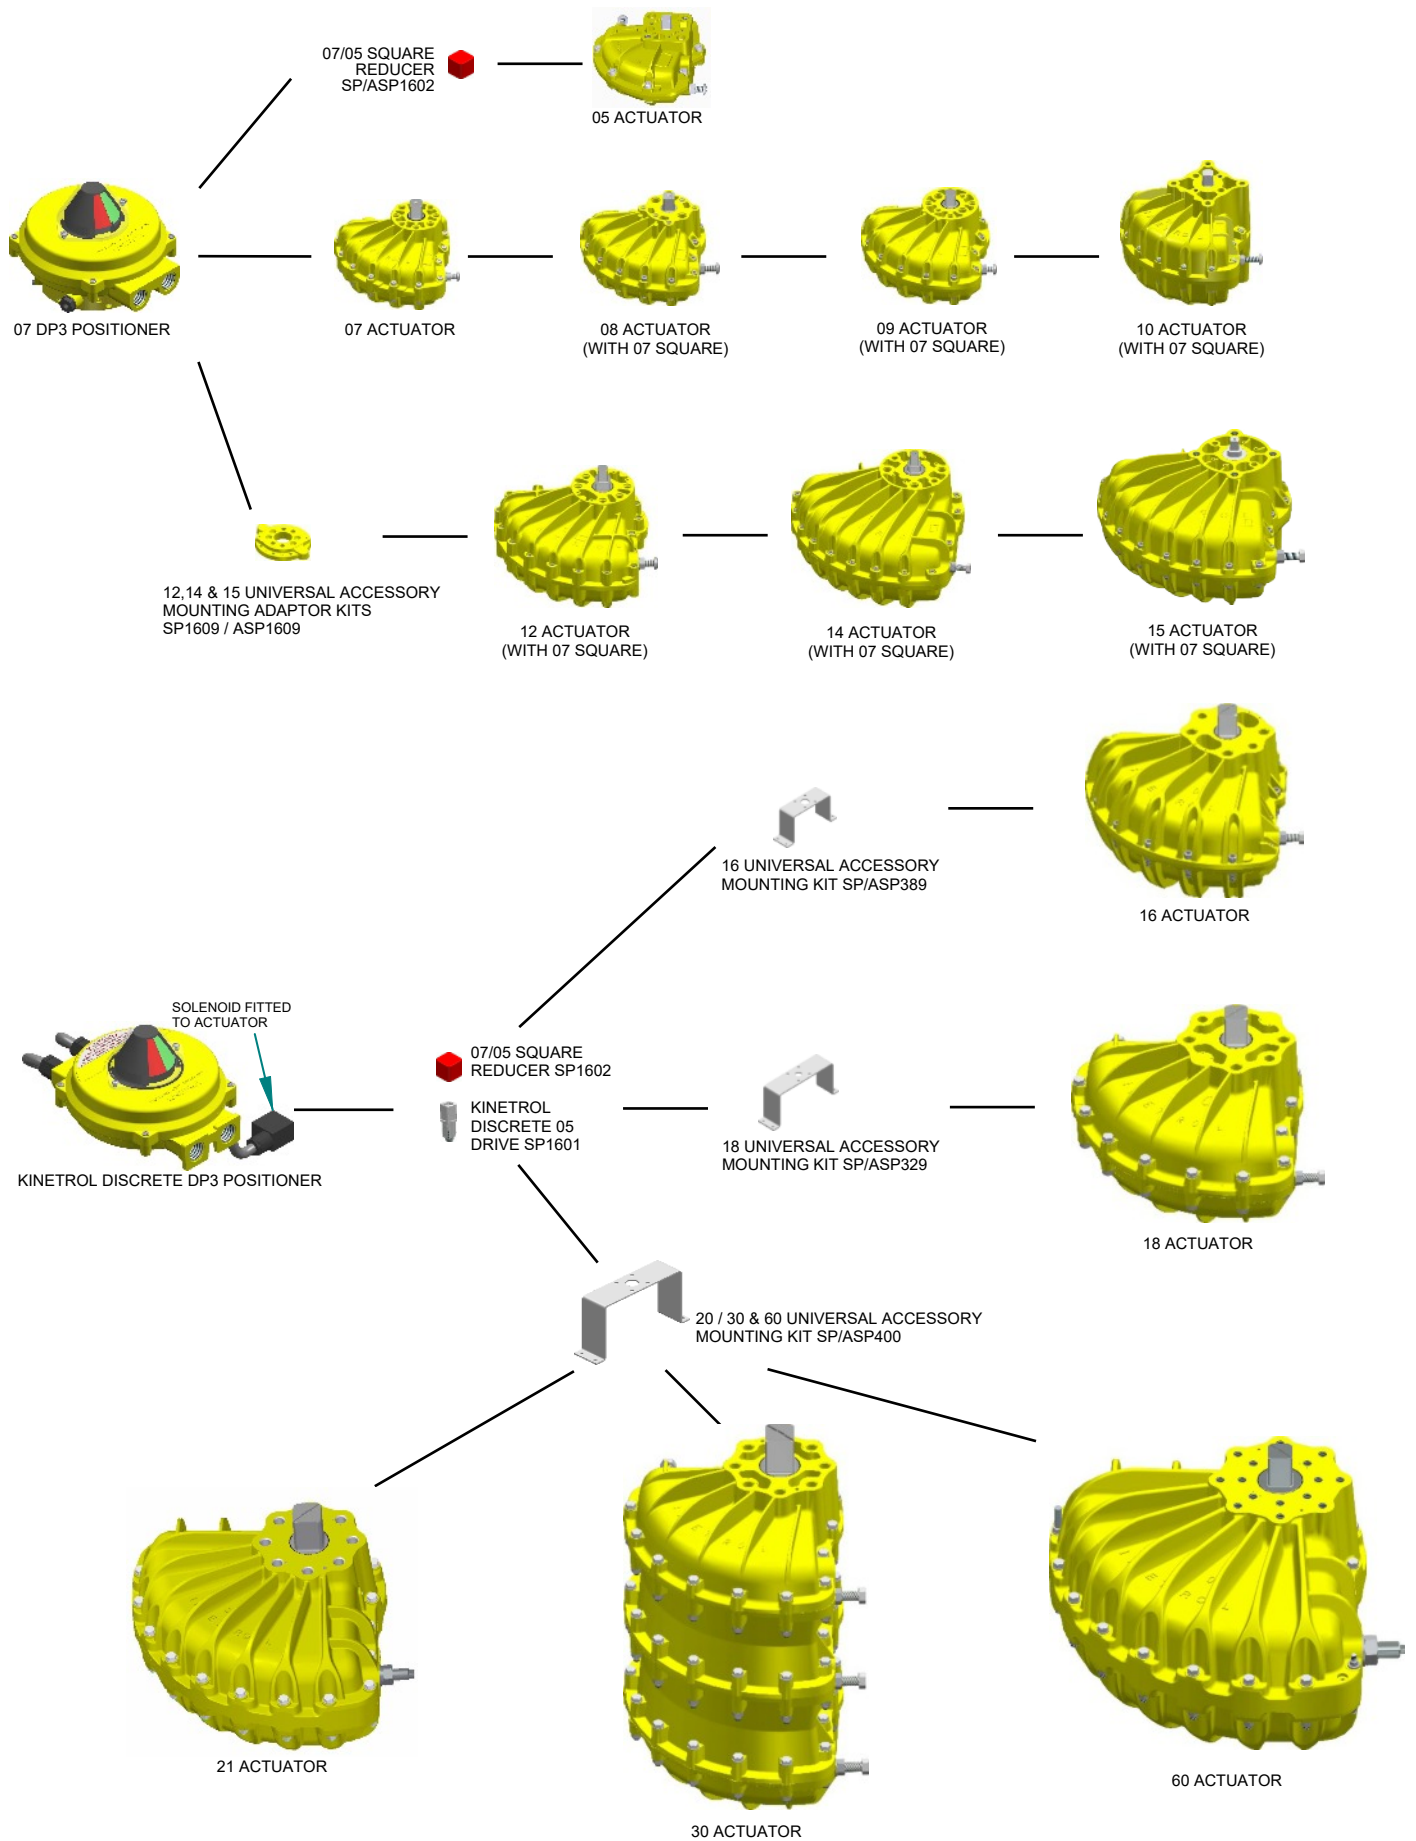 07/05 SQUARE
REDUCER
SP/ASP1602
05 ACTUATOR
07 DP3 POSITIONER
07 ACTUATOR
08 ACTUATOR
(WITH 07 SQUARE)
09 ACTUATOR
(WITH 07 SQUARE)
10 ACTUATOR
(WITH 07 SQUARE)
12,14 & 15 UNIVERSAL ACCESSORY
MOUNTING ADAPTOR KITS
SP1609 / ASP1609
12 ACTUATOR
(WITH 07 SQUARE)
14 ACTUATOR
(WITH 07 SQUARE)
15 ACTUATOR
(WITH 07 SQUARE)
16 UNIVERSAL ACCESSORY
MOUNTING KIT SP/ASP389
16 ACTUATOR
SOLENOID FITTED
TO ACTUATOR
KINETROL DISCRETE DP3 POSITIONER
07/05 SQUARE
REDUCER SP1602
KINETROL
DISCRETE 05
DRIVE SP1601
18 UNIVERSAL ACCESSORY
MOUNTING KIT SP/ASP329
18 ACTUATOR
20 / 30 & 60 UNIVERSAL ACCESSORY
MOUNTING KIT SP/ASP400
21 ACTUATOR
30 ACTUATOR
60 ACTUATOR